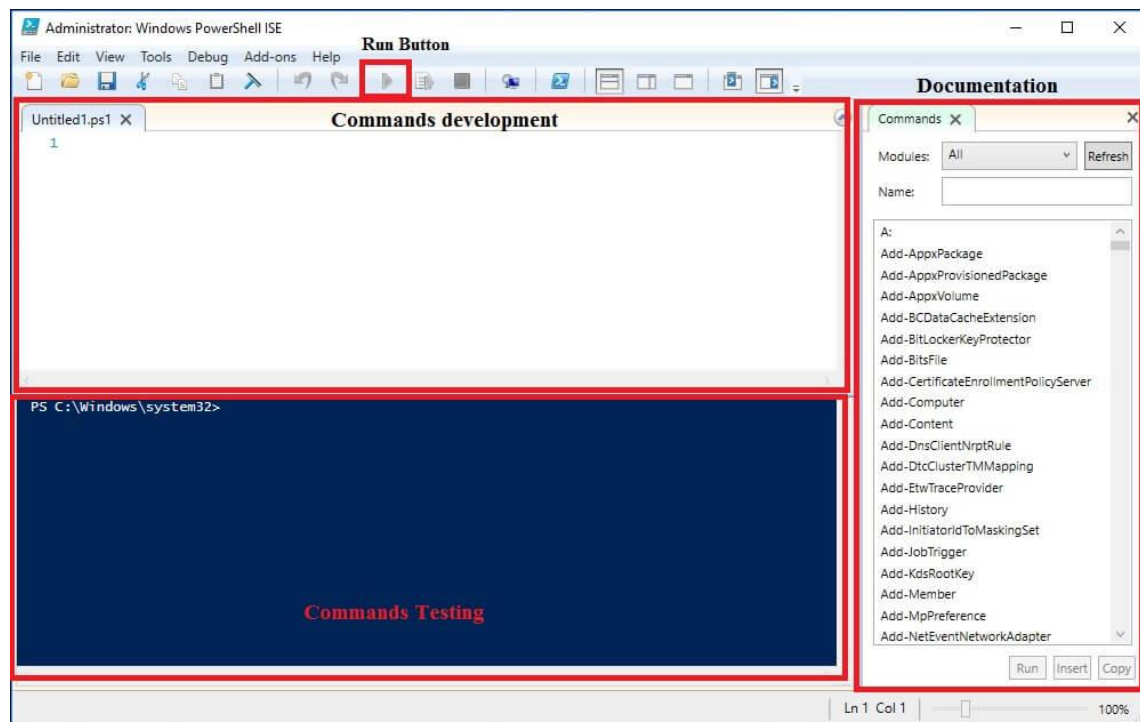 Administrator: Windows PowerShell ISE
File Edit View Tools Debug Add-ons Help
Run Button
Documentation
Untitled1.ps1 X
Commands development
1
PS C:\Windows\system32>
Commands Testing
Commands X
Modules: All Refresh
Name:
A:
Add-AppxPackage
Add-AppxProvisionedPackage
Add-AppxVolume
Add-BCDataCacheExtension
Add-BitLockerKeyProtector
Add-BitsFile
Add-CertificateEnrollmentPolicyServer
Add-Computer
Add-Content
Add-DnsClientNrptRule
Add-DtcClusterTMMapping
Add-EtwTraceProvider
Add-History
Add-InitiatorIdToMaskingSet
Add-JobTrigger
Add-KdsRootKey
Add-Member
Add-MpPreference
Add-NetEventNetworkAdapter
Run Insert Copy
Ln 1 Col 1 100%